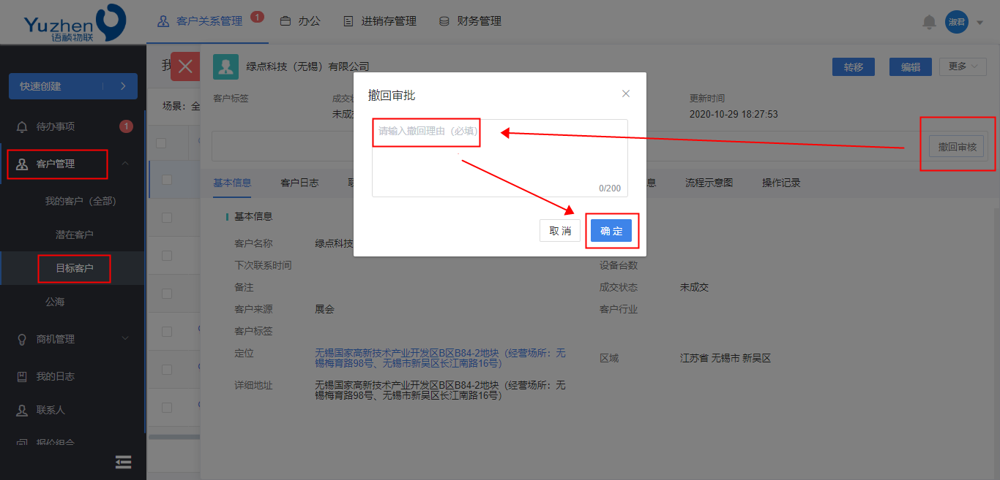 Yuzhen
语祯物联
客户关系管理
1
办公
进销存管理
财务管理
淑君
快速创建
待办事项
1
客户管理
我的客户（全部）
潜在客户
目标客户
公海
商机管理
我的日志
联系人
报价组合
我
场景：全
绿点科技（无锡）有限公司
转移
编辑
更多
客户标签
成交状
未成交
更新时间
2020-10-29 18:27:53
撤回审核
撤回审批
请输入撤回理由（必填）
0/200
取 消
确 定
基本信息
客户日志
息
流程示意图
操作记录
基本信息
客户名称
绿点科技
下次联系时间
设备台数
备注
成交状态
未成交
客户来源
展会
客户行业
客户标签
定位
无锡国家高新技术产业开发区B区B84-2地块（经营场所：无
锡梅育路98号、无锡市新吴区长江南路16号）
区域
江苏省 无锡市 新吴区
详细地址
无锡国家高新技术产业开发区B区B84-2地块（经营场所：无
锡梅育路98号、无锡市新吴区长江南路16号）